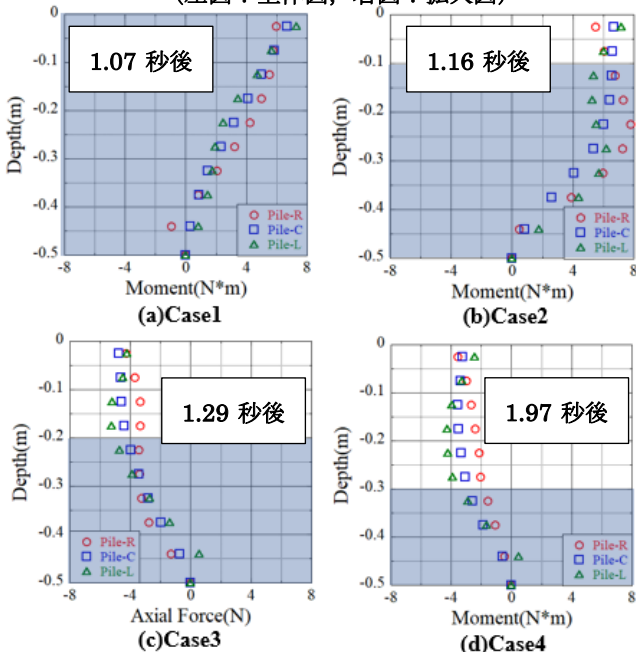 (左図：全体図，右図：拡大図)
0
-0.1
-0.2
-0.3
-0.4
-0.5
Depth(m)
1.07 秒後
Pile-R
Pile-C
Pile-L
-8 -4 0 4 8
Moment(N*m)
(a)Case1
0
-0.1
-0.2
-0.3
-0.4
-0.5
Depth(m)
1.16 秒後
Pile-R
Pile-C
Pile-L
-8 -4 0 4 8
Moment(N*m)
(b)Case2
0
-0.1
-0.2
-0.3
-0.4
-0.5
Depth(m)
1.29 秒後
Pile-R
Pile-C
Pile-L
-8 -4 0 4 8
Axial Force(N)
(c)Case3
0
-0.1
-0.2
-0.3
-0.4
-0.5
Depth(m)
1.97 秒後
Pile-R
Pile-C
Pile-L
-8 -4 0 4 8
Moment(N*m)
(d)Case4